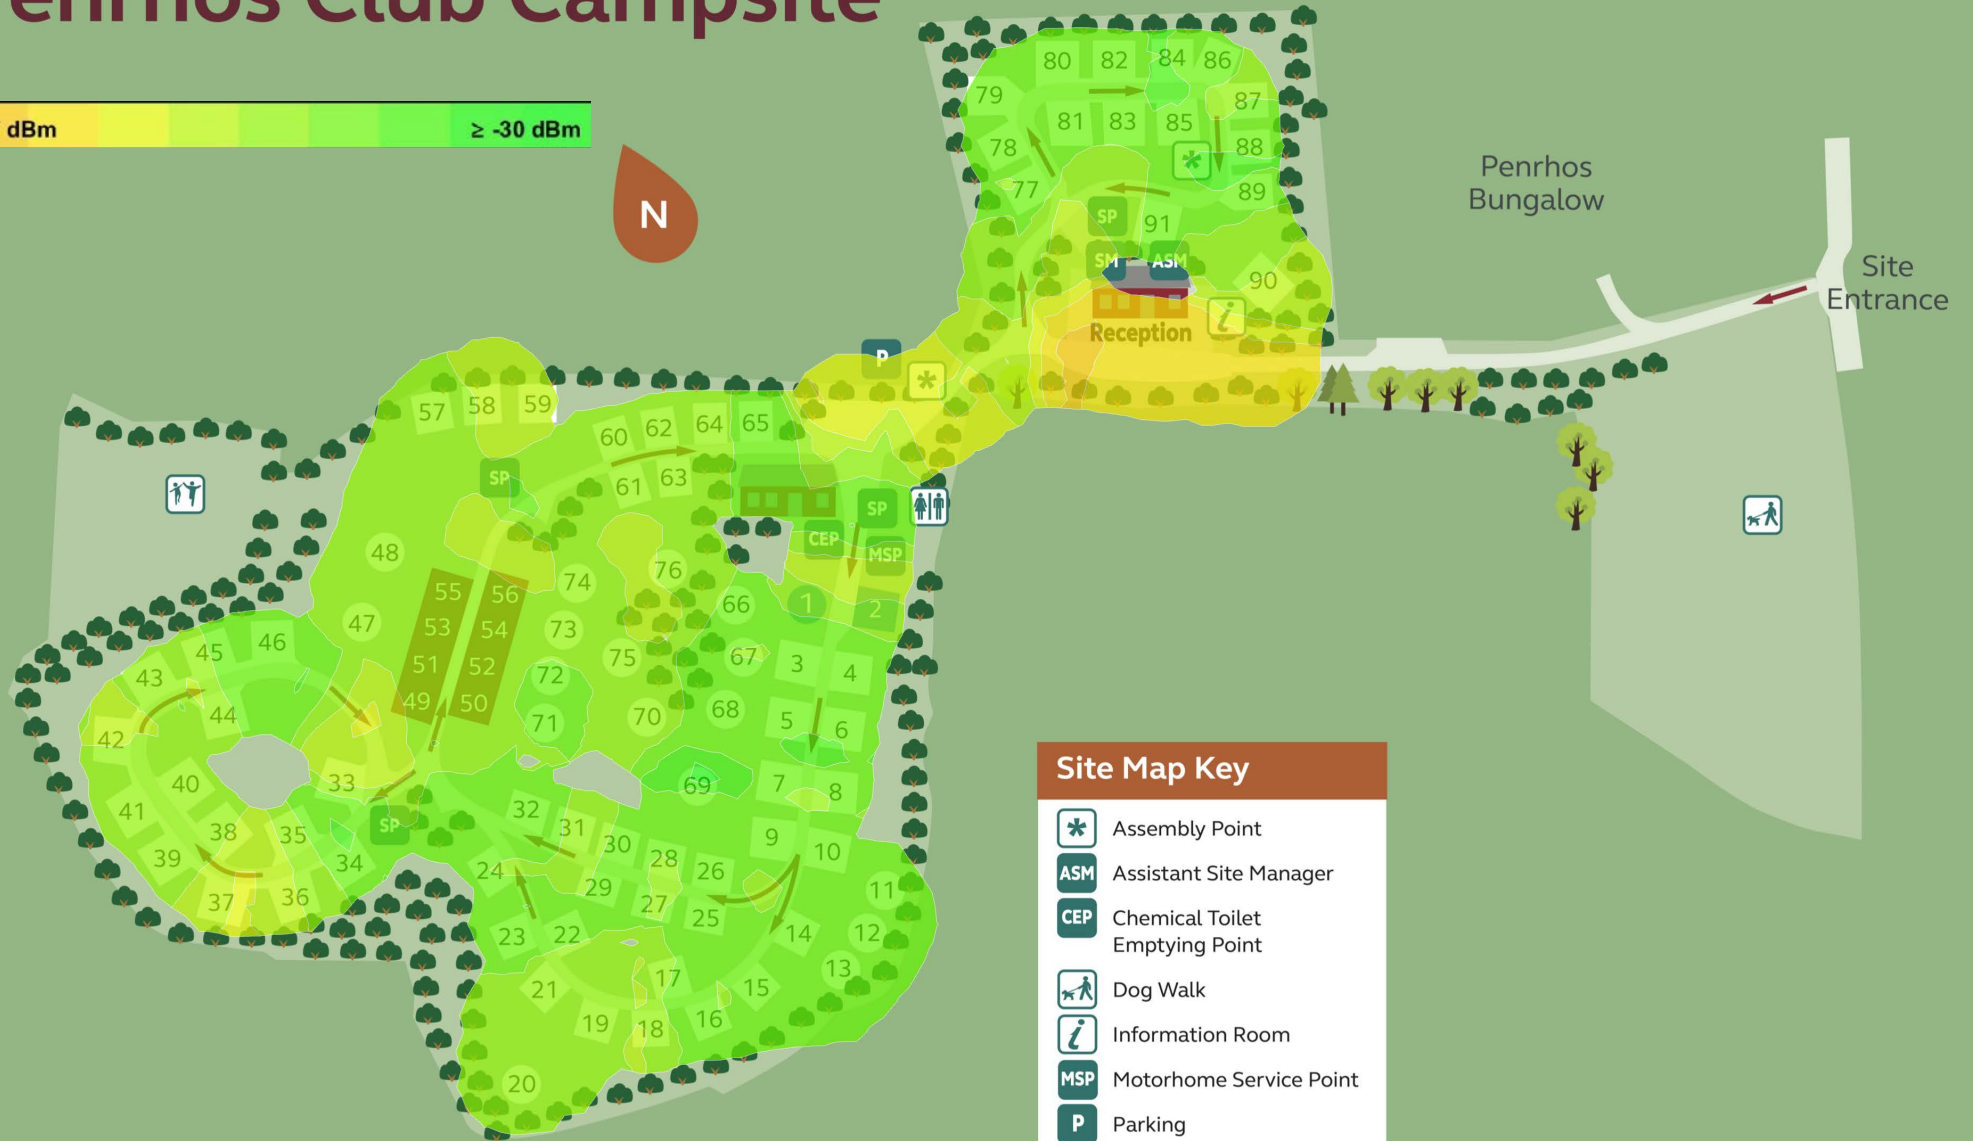 enrhos Club Campsite
dBm
≥ -30 dBm
N
80 82 84 86
79 87
81 83 85
78 88
77 89
SP 91
SM ASM
90
Reception
Penrhos
Bungalow
Site
Entrance
P
57 58 59
60 62 64 65
61 63
SP
SP
CEP MSP
48
55 56 74 76
47 53 54 73 66 1 2
51 52 72 75 67 3 4
49 50 71 70 68 5 6
46
45
43
44
42
40 33
41
38 35 SP
39 34
37 36
69 7 8
32 31 30 9 10
24 28 26
29 27 25 11
23 22 14 12
21 17 15 13
19 18 16
20
Site Map Key
Assembly Point
ASM Assistant Site Manager
CEP Chemical Toilet
Emptying Point
Dog Walk
i Information Room
MSP Motorhome Service Point
P Parking